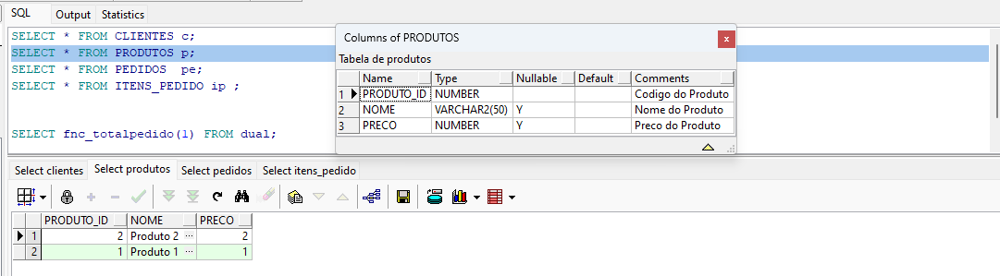 SQL Output Statistics
SELECT * FROM CLIENTES c;
SELECT * FROM PRODUTOS p;
SELECT * FROM PEDIDOS  pe;
SELECT * FROM ITENS_PEDIDO ip ;
SELECT fnc_totalpedido(1) FROM dual;
Columns of PRODUTOS x
Tabela de produtos
Name Type Nullable Default Comments
1 PRODUTO_ID NUMBER Codigo do Produto
2 NOME VARCHAR2(50) Y Nome do Produto
3 PRECO NUMBER Y Preco do Produto
Select clientes Select produtos Select pedidos Select itens_pedido
PRODUTO_ID NOME PRECO
1 2 Produto 2 ... 2
2 1 Produto 1 ... 1